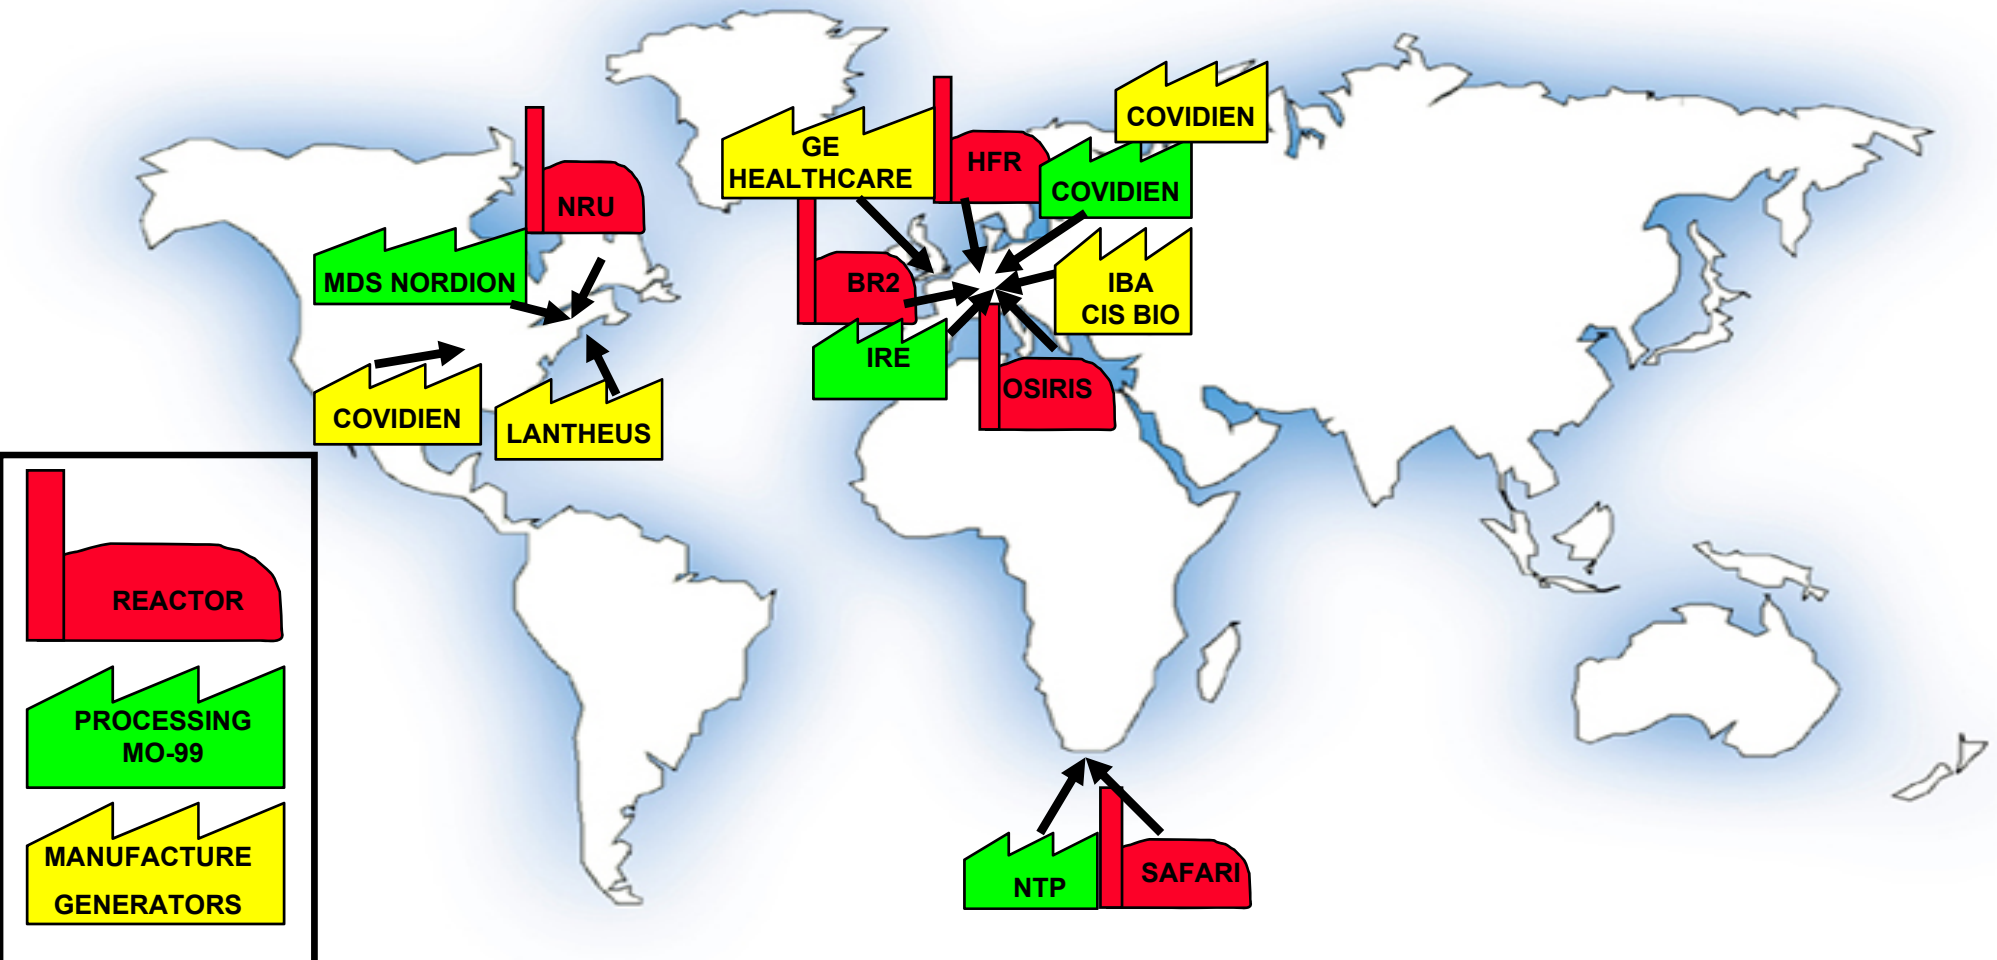 COVIDIEN
GE
HEALTHCARE
HFR
COVIDIEN
NRU
MDS NORDION
BR2
IBA
CIS BIO
IRE
OSIRIS
COVIDIEN
LANTHEUS
REACTOR
PROCESSING
MO-99
MANUFACTURE
GENERATORS
NTP
SAFARI